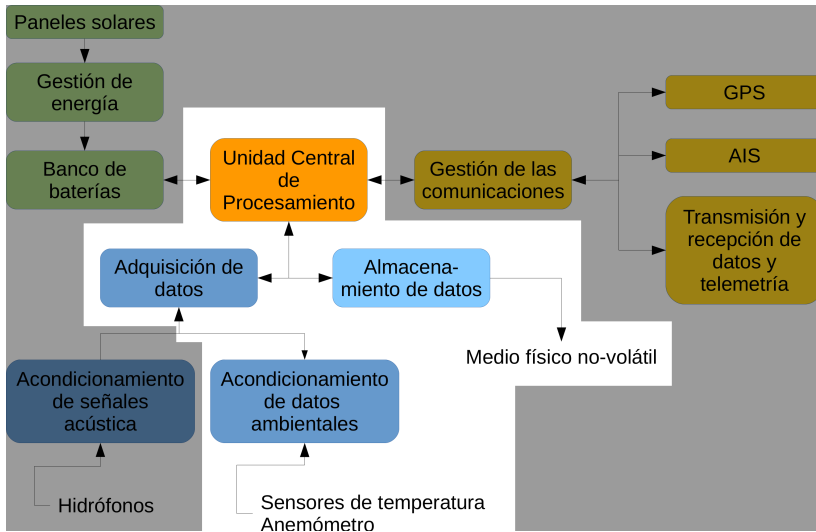 Paneles solares
Gestión de
energía
Banco de
baterías
Unidad Central
de
Procesamiento
Gestión de las
comunicaciones
GPS
AIS
Transmisión y
recepción de
datos y
telemetría
Adquisición de
datos
Almacena-
miento de datos
Medio físico no-volátil
Acondicionamiento
de señales
acústica
Acondicionamiento
de datos
ambientales
Hidrófonos
Sensores de temperatura
Anemómetro